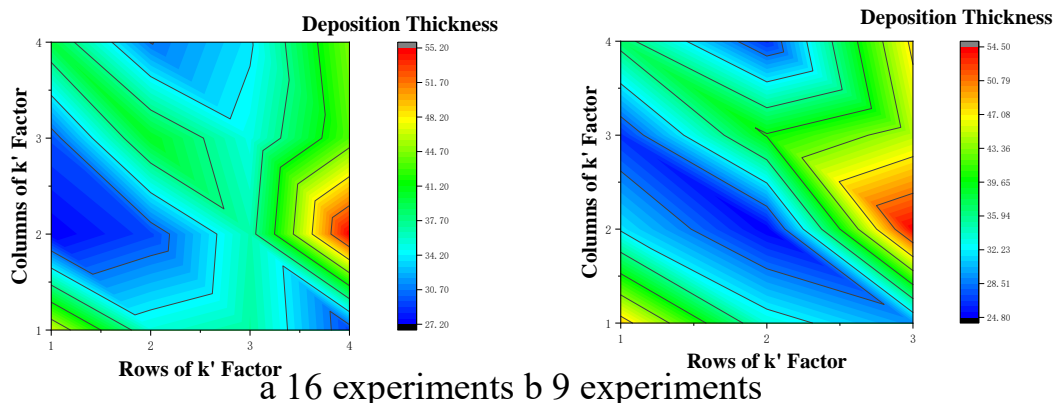 Deposition Thickness
55.20
51.70
48.20
44.70
41.20
37.70
34.20
30.70
27.20
4
3
2
1
Columns of k' Factor
1 2 3 4
Rows of k' Factor
Deposition Thickness
54.50
50.79
47.08
43.36
39.65
35.94
32.23
28.51
24.80
4
3
2
1
Columns of k' Factor
1 2 3
Rows of k' Factor
a 16 experiments b 9 experiments